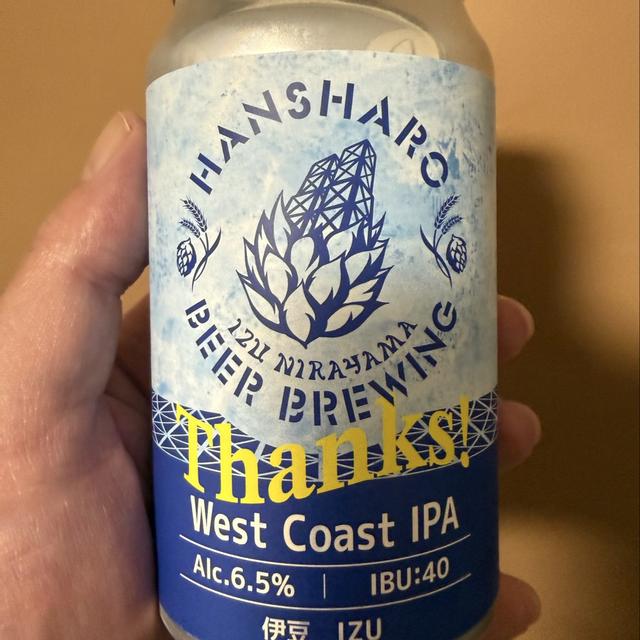 HANSHARO
IZU NIRAYAMA
BEER BREWING
Thanks!
West Coast IPA
Alc.6.5% | IBU:40
伊豆 IZU